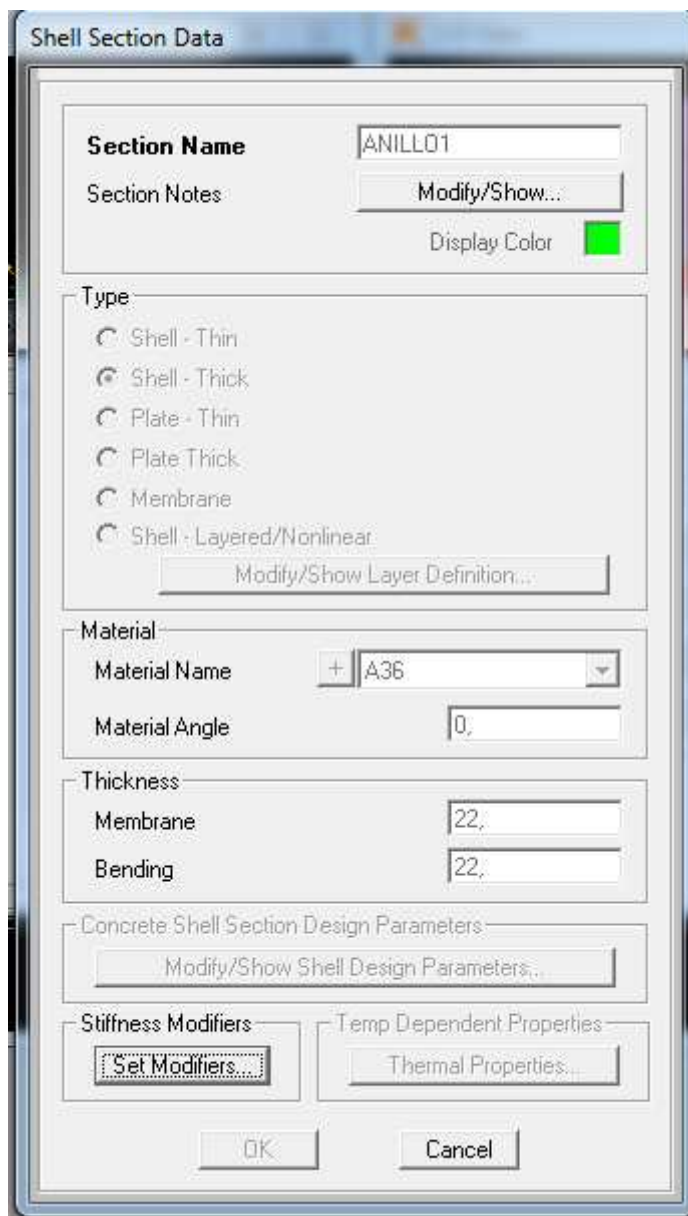 Shell Section Data
Section Name ANILLO1
Section Notes Modify/Show...
Display Color
Type
Shell - Thin
Shell - Thick
Plate - Thin
Plate Thick
Membrane
Shell - Layered/Nonlinear
Modify/Show Layer Definition...
Material
Material Name + A36
Material Angle 0,
Thickness
Membrane 22,
Bending 22,
Concrete Shell Section Design Parameters
Modify/Show Shell Design Parameters...
Stiffness Modifiers Temp Dependent Properties
Set Modifiers... Thermal Properties...
OK Cancel